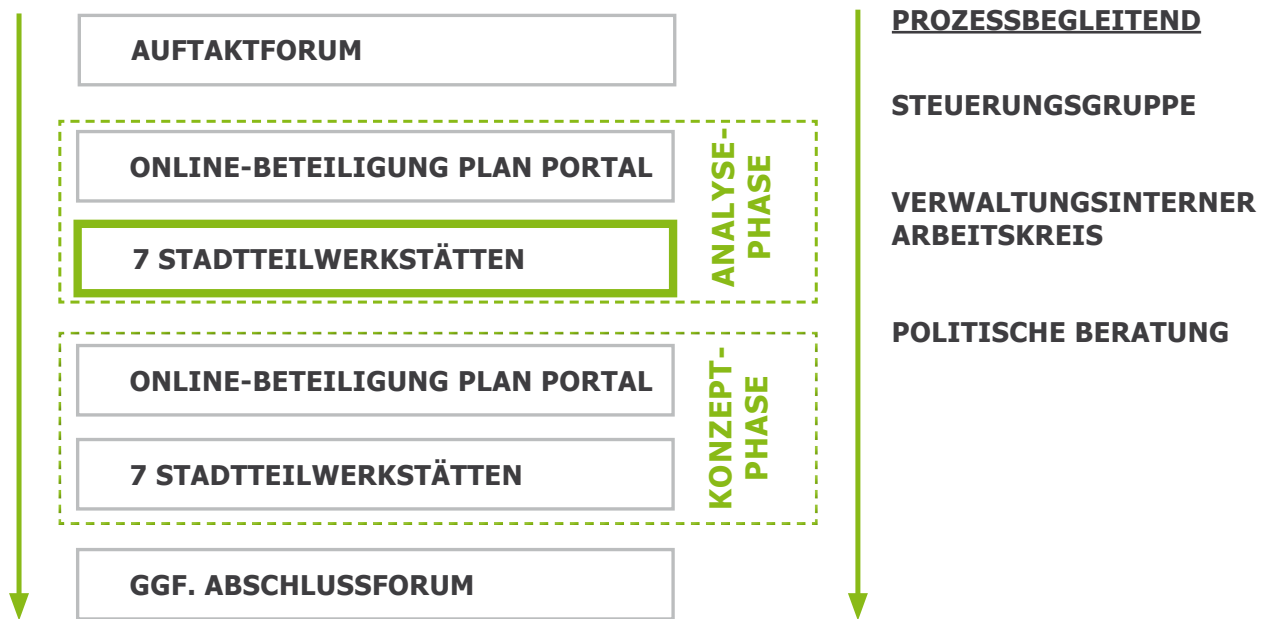 AUFTAKTFORUM
ONLINE-BETEILIGUNG PLAN PORTAL
7 STADTTEILWERKSTÄTTEN
ANALYSE-
PHASE
ONLINE-BETEILIGUNG PLAN PORTAL
7 STADTTEILWERKSTÄTTEN
KONZEPT-
PHASE
GGF. ABSCHLUSSFORUM
PROZESSBEGLEITEND
STEUERUNGSGRUPPE
VERWALTUNGSINTERNER
ARBEITSKREIS
POLITISCHE BERATUNG